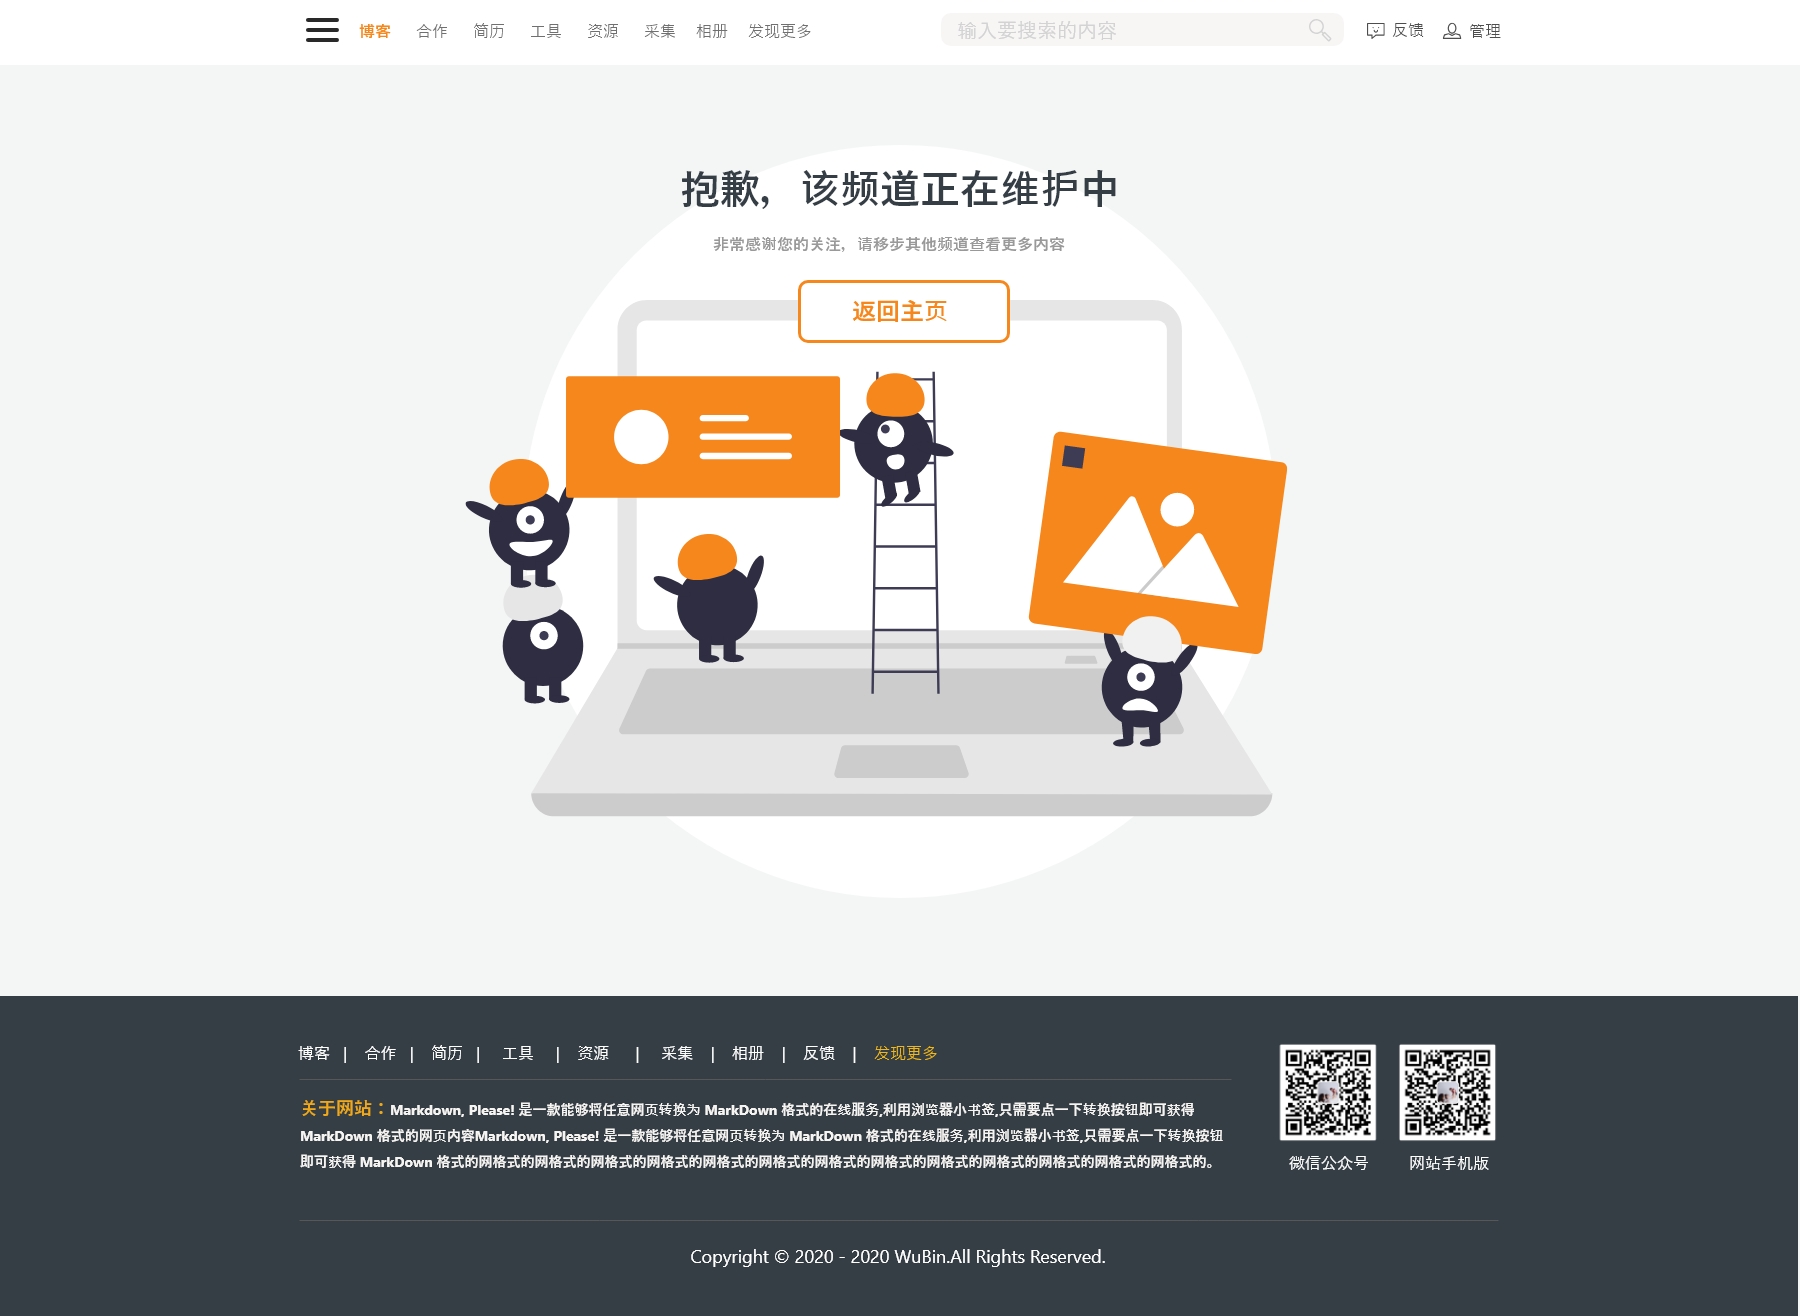 博客 合作 简历 工具 资源 采集 相册 发现更多 输入要搜索的内容 反馈 管理
抱歉，该频道正在维护中
非常感谢您的关注，请移步其他频道查看更多内容
返回主页
博客 | 合作 | 简历 | 工具 | 资源 | 采集 | 相册 | 反馈 | 发现更多
关于网站：Markdown, Please! 是一款能够将任意网页转换为 MarkDown 格式的在线服务,利用浏览器小书签,只需要点一下转换按钮即可获得
MarkDown 格式的网页内容Markdown, Please! 是一款能够将任意网页转换为 MarkDown 格式的在线服务,利用浏览器小书签,只需要点一下转换按钮
即可获得 MarkDown 格式的网格式的网格式的网格式的网格式的网格式的网格式的网格式的网格式的网格式的网格式的网格式的网格式的网格式的。
微信公众号 网站手机版
Copyright © 2020 - 2020 WuBin.All Rights Reserved.